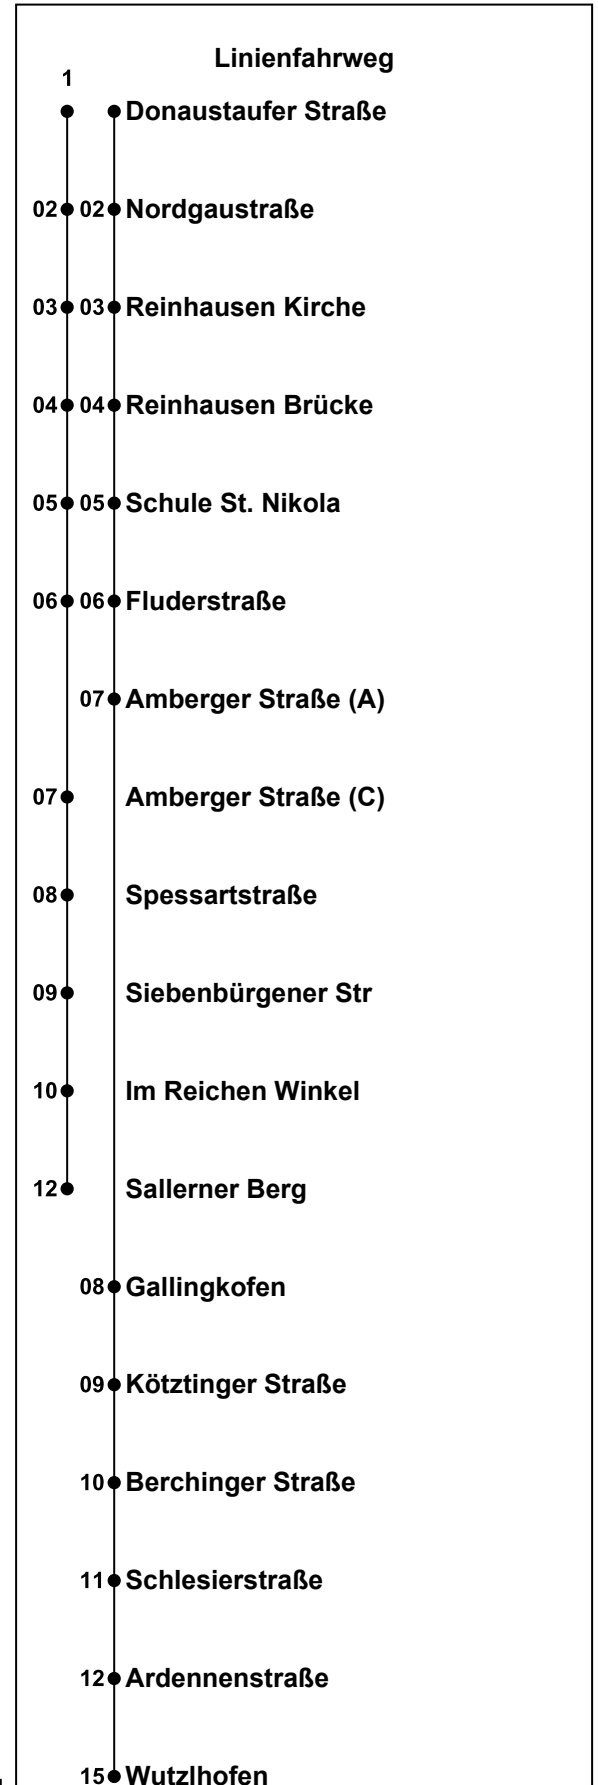 Linienfahrweg
1
Donaustaufer Straße
02 02 Nordgaustraße
03 03 Reinhausen Kirche
04 04 Reinhausen Brücke
05 05 Schule St. Nikola
06 06 Fluderstraße
07 Amberger Straße (A)
07 Amberger Straße (C)
08 Spessartstraße
09 Siebenbürgener Str
10 Im Reichen Winkel
12 Sallerner Berg
08 Gallingkofen
09 Kötztinger Straße
10 Berchinger Straße
11 Schlesierstraße
12 Ardennenstraße
15 Wutzlhofen